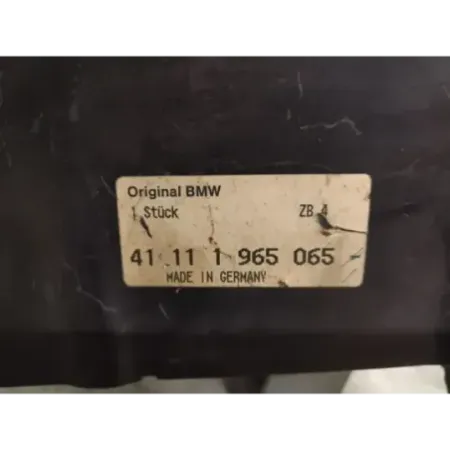 Original BMW
1 Stück ZB 4
41 11 1 965 065
MADE IN GERMANY